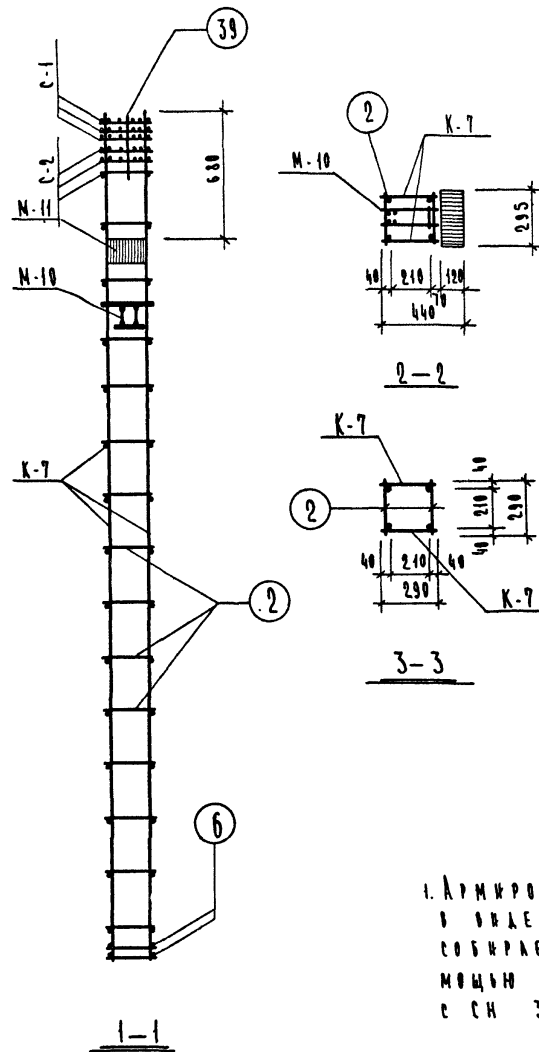 39
С-1
С-2
680
М-11
М-10
К-7
2
6
1—1
2
К-7
М-10
295
40 210 70 120
440
2—2
К-7
2
40
210
290
40
40 210 40
290
К-7
3—3
1. АРМИРО
В ВИДЕ
СОБИРАЕ
МОЩЬЮ
С СН 3